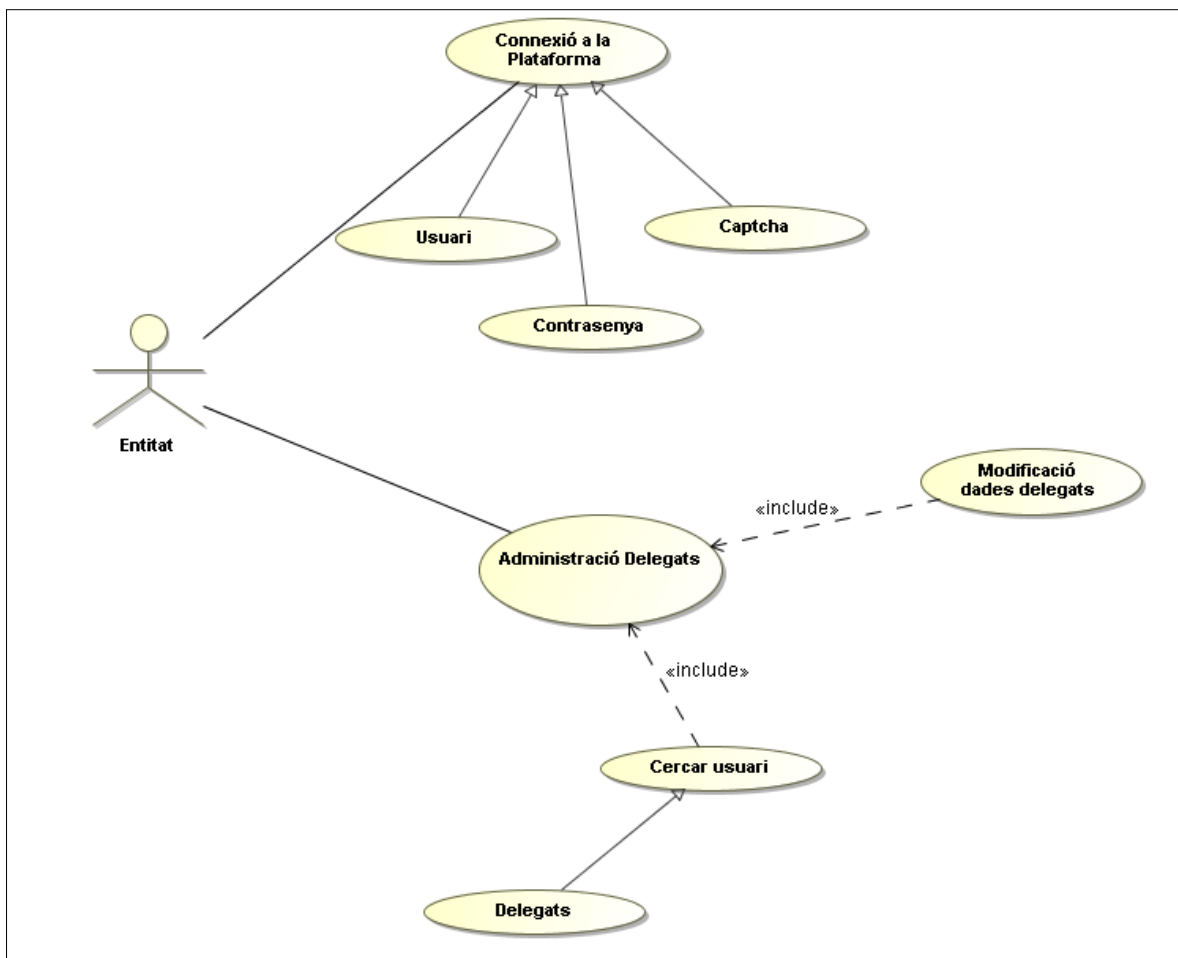 Connexió a la
Plataforma
Usuari
Captcha
Contrasenya
Entitat
Modificació
dades delegats
«include»
Administració Delegats
«include»
Cercar usuari
Delegats